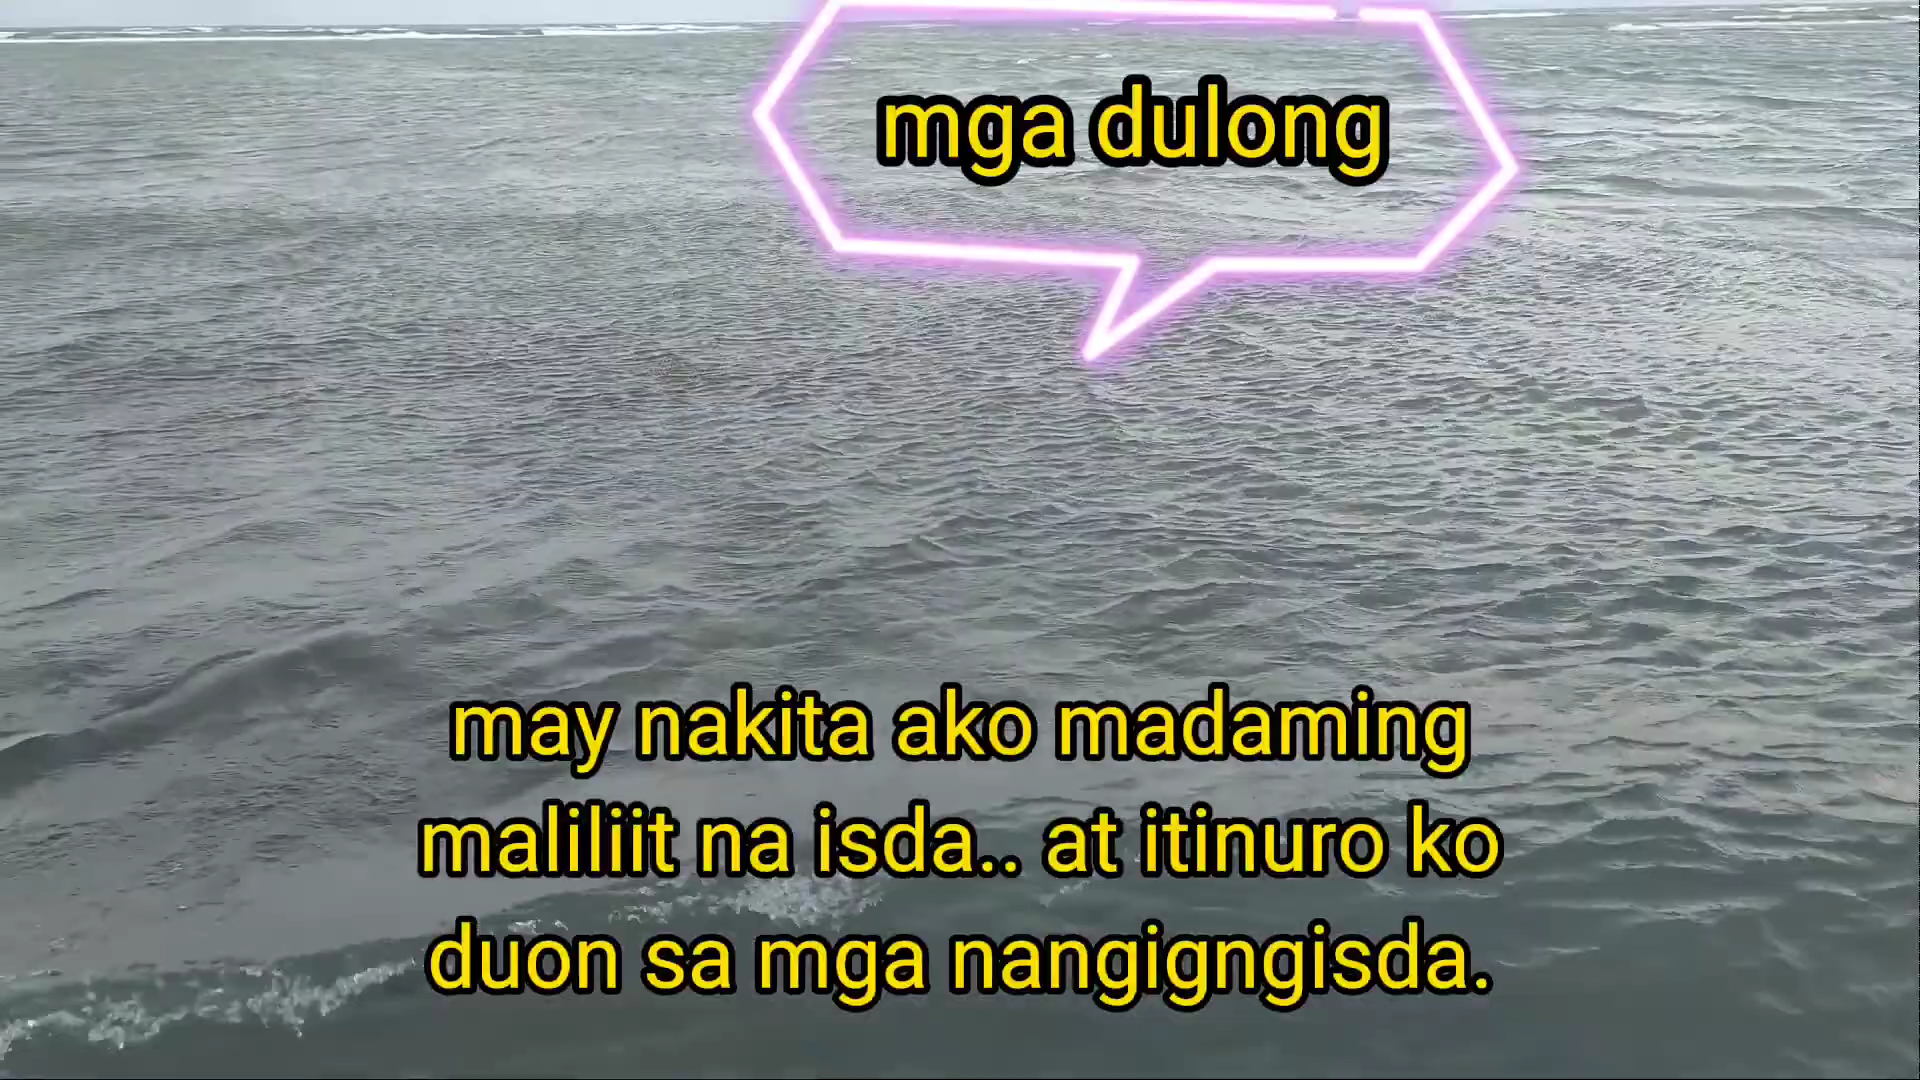 mga dulong
may nakita ako madaming
maliliit na isda.. at itinuro ko
duon sa mga nangigngisda.